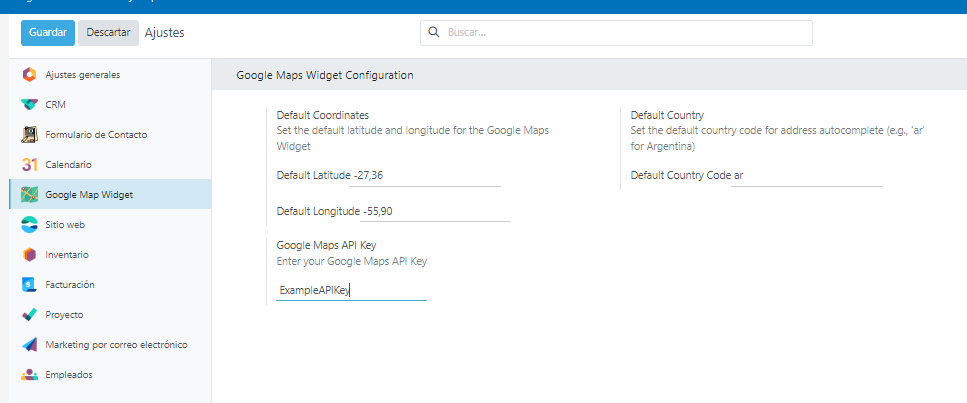 Guardar Descartar Ajustes Buscar...
Ajustes generales
CRM
Formulario de Contacto
31 Calendario
Google Map Widget
Sitio web
Inventario
Facturación
Proyecto
Marketing por correo electrónico
Empleados
Google Maps Widget Configuration
Default Coordinates
Set the default latitude and longitude for the Google Maps
Widget
Default Latitude -27,36
Default Longitude -55,90
Default Country
Set the default country code for address autocomplete (e.g., 'ar'
for Argentina)
Default Country Code ar
Google Maps API Key
Enter your Google Maps API Key
ExampleAPIKey